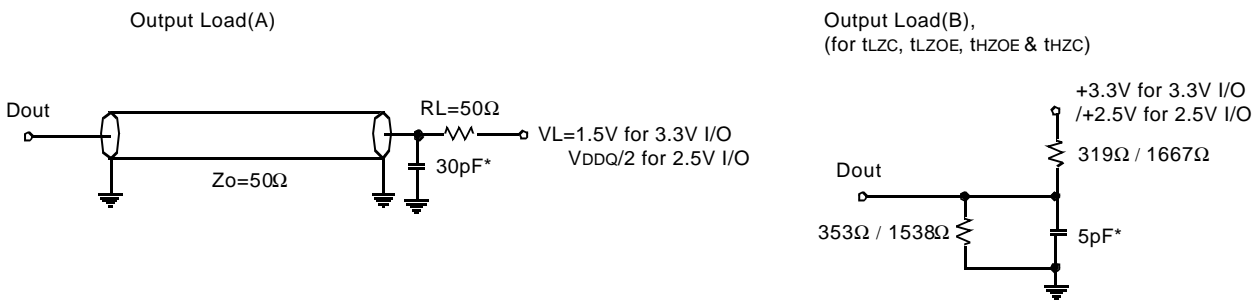 Output Load(A)
Dout
Zo=50Ω
RL=50Ω
30pF*
VL=1.5V for 3.3V I/O
VDDQ/2 for 2.5V I/O
Output Load(B),
(for tLZC, tLZOE, tHZOE & tHZC)
+3.3V for 3.3V I/O
/+2.5V for 2.5V I/O
319Ω / 1667Ω
Dout
353Ω / 1538Ω
5pF*